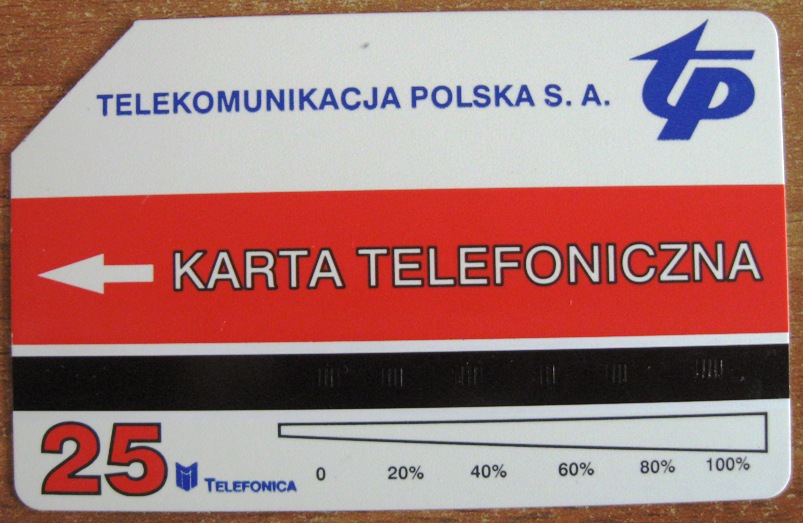 TELEKOMUNIKACJA POLSKA S. A.
tp
KARTA TELEFONICZNA
25 TELEFONICA
0 20% 40% 60% 80% 100%